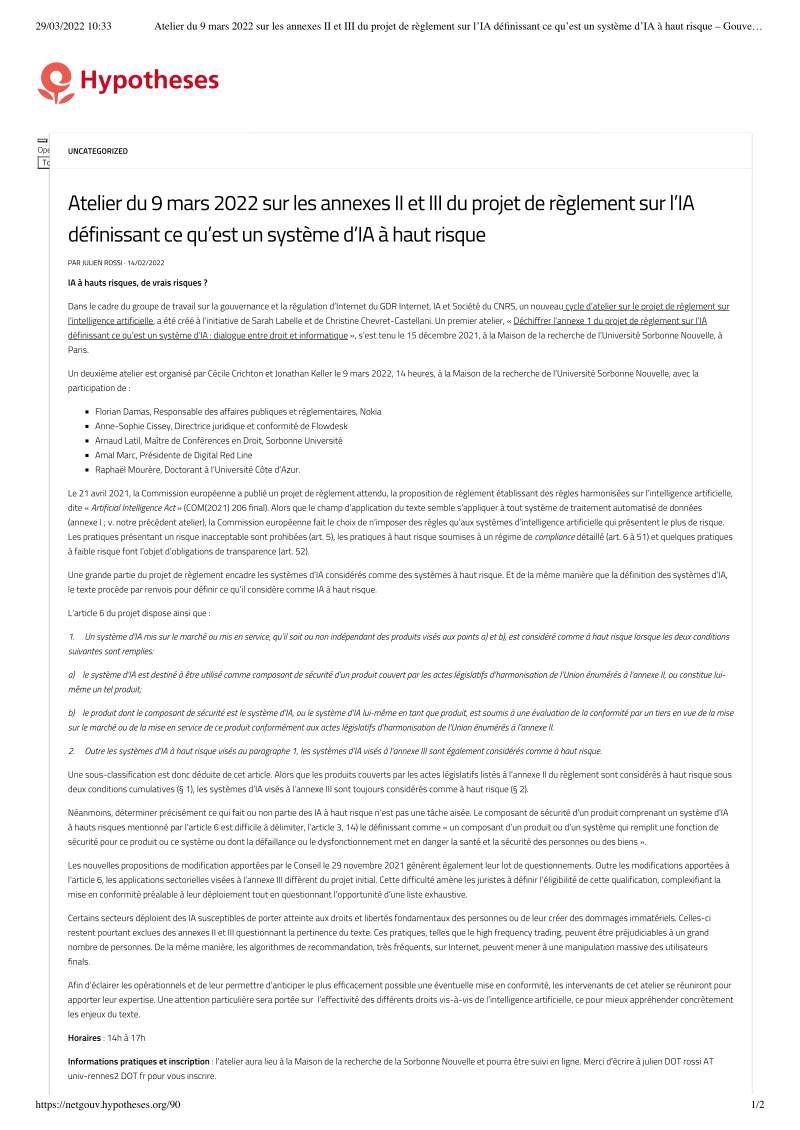 29/03/2022 10:33 Atelier du 9 mars 2022 sur les annexes II et III du projet de règlement sur l'IA définissant ce qu'est un système d'IA à haut risque – Gouve…
Hypotheses
Ope
To
UNCATEGORIZED
Atelier du 9 mars 2022 sur les annexes II et III du projet de règlement sur l'IA
définissant ce qu'est un système d'IA à haut risque
PAR JULIEN ROSSI · 14/02/2022
IA à hauts risques, de vrais risques ?
Dans le cadre du groupe de travail sur la gouvernance et la régulation d'Internet du GDR Internet, IA et Société du CNRS, un nouveau cycle d'atelier sur le projet de règlement sur
l'intelligence artificielle, a été créé à l'initiative de Sarah Labelle et de Christine Chevret-Castellani. Un premier atelier, « Déchiffrer l'annexe 1 du projet de règlement sur l'IA
définissant ce qu'est un système d'IA : dialogue entre droit et informatique », s'est tenu le 15 décembre 2021, à la Maison de la recherche de l'Université Sorbonne Nouvelle, à
Paris.
Un deuxième atelier est organisé par Cécile Crichton et Jonathan Keller le 9 mars 2022, 14 heures, à la Maison de la recherche de l'Université Sorbonne Nouvelle, avec la
participation de :
▪ Florian Damas, Responsable des affaires publiques et réglementaires, Nokia
▪ Anne-Sophie Cissey, Directrice juridique et conformité de Flowdesk
▪ Arnaud Latil, Maître de Conférences en Droit, Sorbonne Université
▪ Amal Marc, Présidente de Digital Red Line
▪ Raphaël Mourère, Doctorant à l'Université Côte d'Azur.
Le 21 avril 2021, la Commission européenne a publié un projet de règlement attendu, la proposition de règlement établissant des règles harmonisées sur l'intelligence artificielle,
dite « Artificial Intelligence Act » (COM(2021) 206 final). Alors que le champ d'application du texte semble s'appliquer à tout système de traitement automatisé de données
(annexe I ; v. notre précédent atelier), la Commission européenne fait le choix de n'imposer des règles qu'aux systèmes d'intelligence artificielle qui présentent le plus de risque.
Les pratiques présentant un risque inacceptable sont prohibées (art. 5), les pratiques à haut risque soumises à un régime de compliance détaillé (art. 6 à 51) et quelques pratiques
à faible risque font l'objet d'obligations de transparence (art. 52).
Une grande partie du projet de règlement encadre les systèmes d'IA considérés comme des systèmes à haut risque. Et de la même manière que la définition des systèmes d'IA,
le texte procède par renvois pour définir ce qu'il considère comme IA à haut risque.
L'article 6 du projet dispose ainsi que :
1. Un système d'IA mis sur le marché ou mis en service, qu'il soit ou non indépendant des produits visés aux points a) et b), est considéré comme à haut risque lorsque les deux conditions
suivantes sont remplies:
a) le système d'IA est destiné à être utilisé comme composant de sécurité d'un produit couvert par les actes législatifs d'harmonisation de l'Union énumérés à l'annexe II, ou constitue lui-
même un tel produit;
b) le produit dont le composant de sécurité est le système d'IA, ou le système d'IA lui-même en tant que produit, est soumis à une évaluation de la conformité par un tiers en vue de la mise
sur le marché ou de la mise en service de ce produit conformément aux actes législatifs d'harmonisation de l'Union énumérés à l'annexe II.
2. Outre les systèmes d'IA à haut risque visés au paragraphe 1, les systèmes d'IA visés à l'annexe III sont également considérés comme à haut risque.
Une sous-classification est donc déduite de cet article. Alors que les produits couverts par les actes législatifs listés à l'annexe II du règlement sont considérés à haut risque sous
deux conditions cumulatives (§ 1), les systèmes d'IA visés à l'annexe III sont toujours considérés comme à haut risque (§ 2).
Néanmoins, déterminer précisément ce qui fait ou non partie des IA à haut risque n'est pas une tâche aisée. Le composant de sécurité d'un produit comprenant un système d'IA
à hauts risques mentionné par l'article 6 est difficile à délimiter, l'article 3, 14) le définissant comme « un composant d'un produit ou d'un système qui remplit une fonction de
sécurité pour ce produit ou ce système ou dont la défaillance ou le dysfonctionnement met en danger la santé et la sécurité des personnes ou des biens ».
Les nouvelles propositions de modification apportées par le Conseil le 29 novembre 2021 génèrent également leur lot de questionnements. Outre les modifications apportées à
l'article 6, les applications sectorielles visées à l'annexe III diffèrent du projet initial. Cette difficulté amène les juristes à définir l'éligibilité de cette qualification, complexifiant la
mise en conformité préalable à leur déploiement tout en questionnant l'opportunité d'une liste exhaustive.
Certains secteurs déploient des IA susceptibles de porter atteinte aux droits et libertés fondamentaux des personnes ou de leur créer des dommages immatériels. Celles-ci
restent pourtant exclues des annexes II et III questionnant la pertinence du texte. Ces pratiques, telles que le high frequency trading, peuvent être préjudiciables à un grand
nombre de personnes. De la même manière, les algorithmes de recommandation, très fréquents, sur Internet, peuvent mener à une manipulation massive des utilisateurs
finals.
Afin d'éclairer les opérationnels et de leur permettre d'anticiper le plus efficacement possible une éventuelle mise en conformité, les intervenants de cet atelier se réuniront pour
apporter leur expertise. Une attention particulière sera portée sur l'effectivité des différents droits vis-à-vis de l'intelligence artificielle, ce pour mieux appréhender concrètement
les enjeux du texte.
Horaires : 14h à 17h
Informations pratiques et inscription : l'atelier aura lieu à la Maison de la recherche de la Sorbonne Nouvelle et pourra être suivi en ligne. Merci d'écrire à julien DOT rossi AT
univ-rennes2 DOT fr pour vous inscrire.
https://netgouv.hypotheses.org/90 1/2